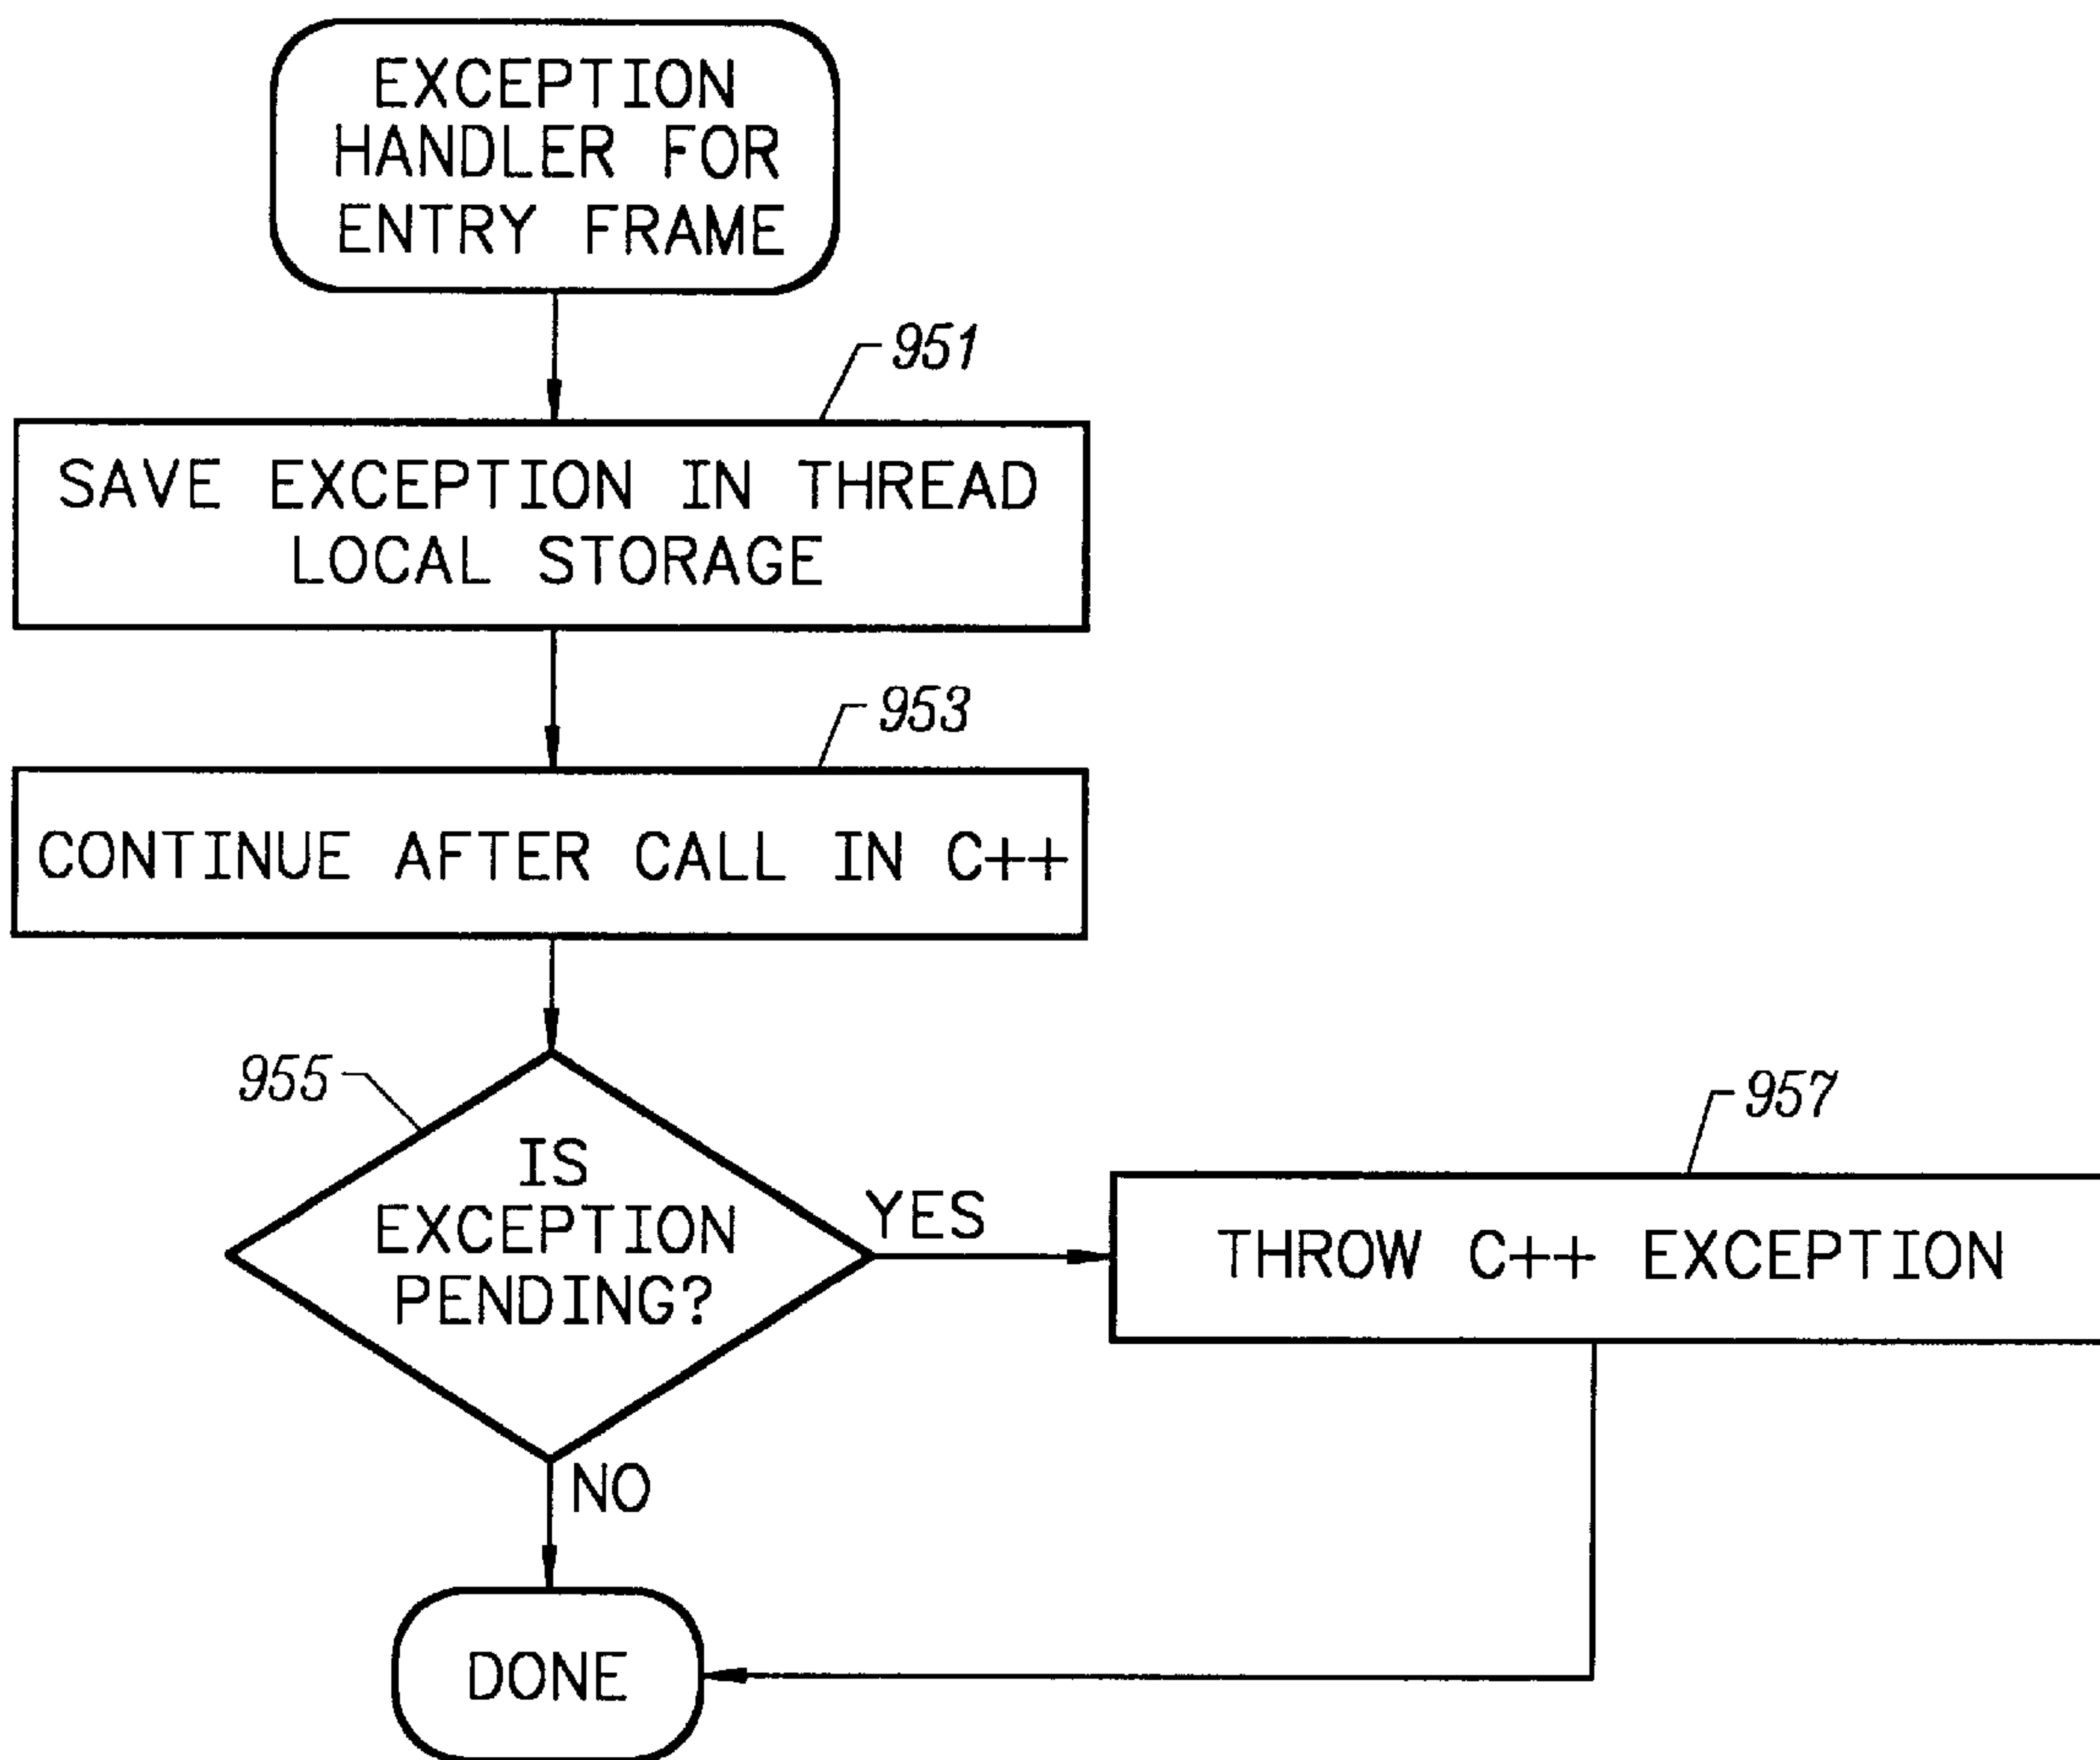 EXCEPTION
HANDLER FOR
ENTRY FRAME
951
SAVE EXCEPTION IN THREAD
LOCAL STORAGE
953
CONTINUE AFTER CALL IN C++
955
IS
EXCEPTION
PENDING?
YES
957
THROW C++ EXCEPTION
NO
DONE